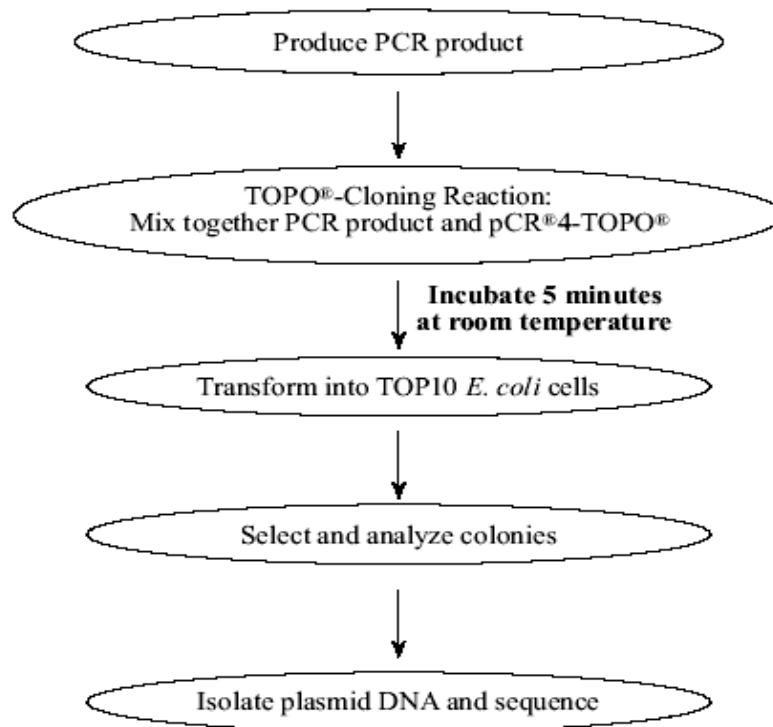 Produce PCR product
TOPO®-Cloning Reaction:
Mix together PCR product and pCR®4-TOPO®
Incubate 5 minutes
at room temperature
Transform into TOP10 E. coli cells
Select and analyze colonies
Isolate plasmid DNA and sequence